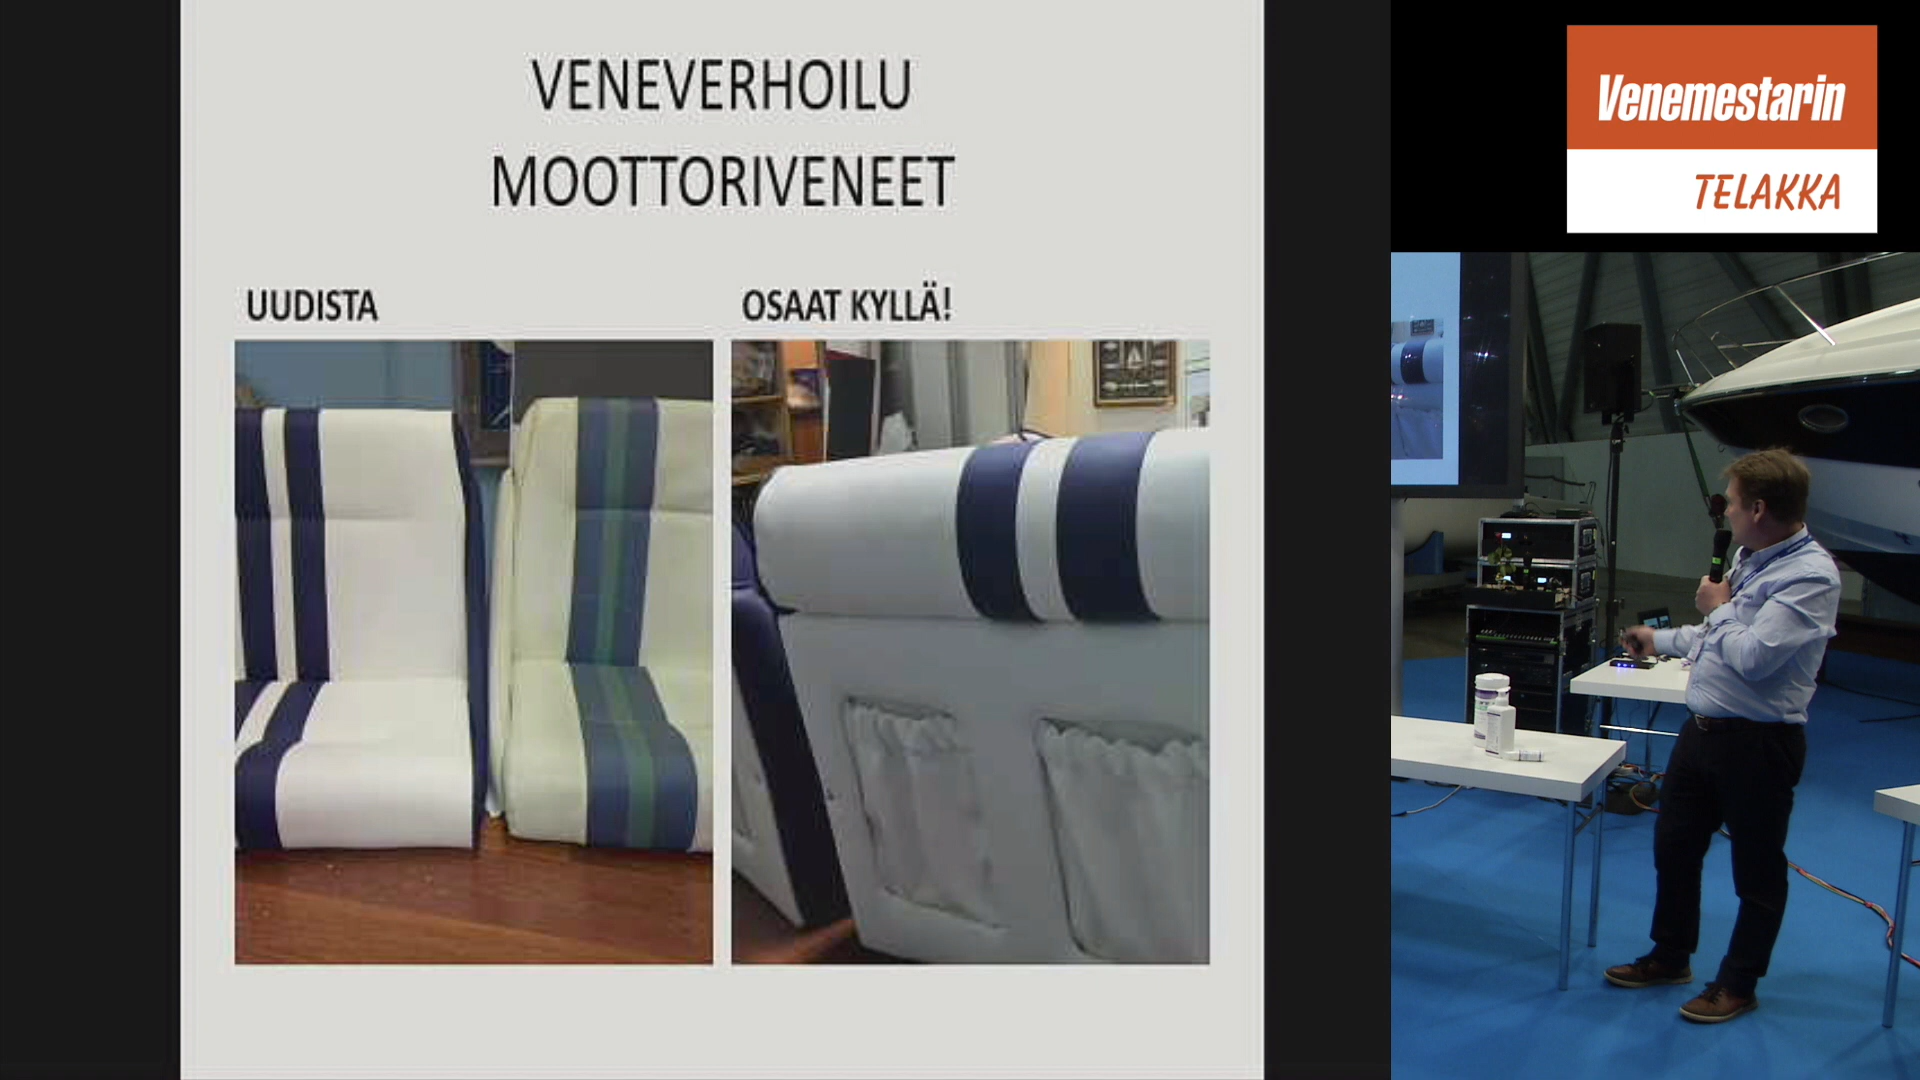 VENEVERHOILU
MOOTTORIVENEET
UUDISTA
OSAAT KYLLÄ!
Venemestarin
TELAKKA